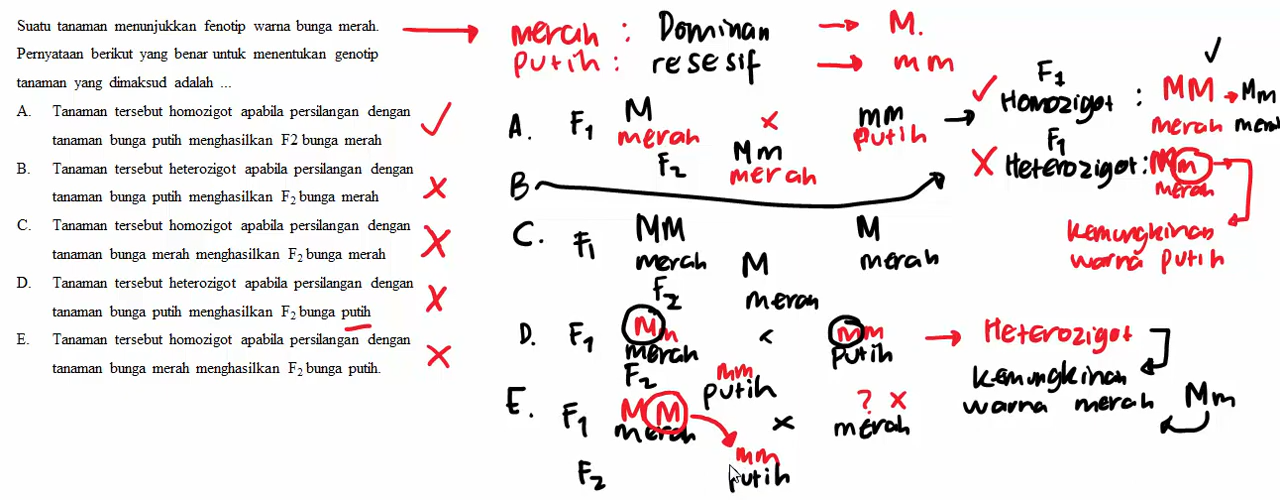 Suatu tanaman menunjukkan fenotip warna bunga merah.
Pernyataan berikut yang benar untuk menentukan genotip
tanaman yang dimaksud adalah ...
A. Tanaman tersebut homozigot apabila persilangan dengan
tanaman bunga putih menghasilkan F2 bunga merah
B. Tanaman tersebut heterozigot apabila persilangan dengan
tanaman bunga putih menghasilkan F2 bunga merah
C. Tanaman tersebut homozigot apabila persilangan dengan
tanaman bunga merah menghasilkan F2 bunga merah
D. Tanaman tersebut heterozigot apabila persilangan dengan
tanaman bunga putih menghasilkan F2 bunga putih
E. Tanaman tersebut homozigot apabila persilangan dengan
tanaman bunga merah menghasilkan F2 bunga putih.
merah : Dominan → M.
putih : resesif → mm
A. F1 M x mm →
merah putih
F2 Mm
merah
✓ F1
Homozigot : MM → Mm
merah merah
F1
X Heterozigot : Mm
merah
kemungkinan
warna putih
B
C. F1 MM M
merah merah
F2 M
merah
D. F1 Mm x mm → Heterozigot
merah putih
F2 mm
putih
kemungkinan
warna merah Mm
E. F1 MM x ? x
merah merah
F2 mm
putih